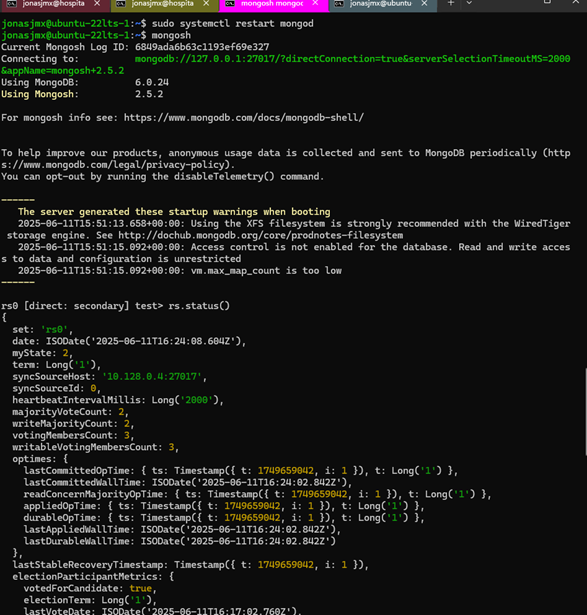 jonasjmx@hospita
jonasjmx@hospita
mongosh mongoc
jonasjmx@ubuntu
jonasjmx@ubuntu-22lts-1:~$ sudo systemctl restart mongod
jonasjmx@ubuntu-22lts-1:~$ mongosh
Current Mongosh Log ID: 6849ada6b63c1193ef69e327
Connecting to: mongodb://127.0.0.1:27017/?directConnection=true&serverSelectionTimeoutMS=2000
&appName=mongosh+2.5.2
Using MongoDB: 6.0.24
Using Mongosh: 2.5.2
For mongosh info see: https://www.mongodb.com/docs/mongodb-shell/
To help improve our products, anonymous usage data is collected and sent to MongoDB periodically (http
s://www.mongodb.com/legal/privacy-policy).
You can opt-out by running the disableTelemetry() command.
------
The server generated these startup warnings when booting
2025-06-11T15:51:13.658+00:00: Using the XFS filesystem is strongly recommended with the WiredTiger
storage engine. See http://dochub.mongodb.org/core/prodnotes-filesystem
2025-06-11T15:51:15.092+00:00: Access control is not enabled for the database. Read and write acces
s to data and configuration is unrestricted
2025-06-11T15:51:15.092+00:00: vm.max_map_count is too low
------
rs0 [direct: secondary] test> rs.status()
{
set: 'rs0',
date: ISODate('2025-06-11T16:24:08.604Z'),
myState: 2,
term: Long('1'),
syncSourceHost: '10.128.0.4:27017',
syncSourceId: 0,
heartbeatIntervalMillis: Long('2000'),
majorityVoteCount: 2,
writeMajorityCount: 2,
votingMembersCount: 3,
writableVotingMembersCount: 3,
optimes: {
lastCommittedOpTime: { ts: Timestamp({ t: 1749659042, i: 1 }), t: Long('1') },
lastCommittedWallTime: ISODate('2025-06-11T16:24:02.842Z'),
readConcernMajorityOpTime: { ts: Timestamp({ t: 1749659042, i: 1 }), t: Long('1') },
appliedOpTime: { ts: Timestamp({ t: 1749659042, i: 1 }), t: Long('1') },
durableOpTime: { ts: Timestamp({ t: 1749659042, i: 1 }), t: Long('1') },
lastAppliedWallTime: ISODate('2025-06-11T16:24:02.842Z'),
lastDurableWallTime: ISODate('2025-06-11T16:24:02.842Z')
},
lastStableRecoveryTimestamp: Timestamp({ t: 1749659042, i: 1 }),
electionParticipantMetrics: {
votedForCandidate: true,
electionTerm: Long('1'),
lastVoteDate: ISODate('2025-06-11T16:17:02.760Z'),